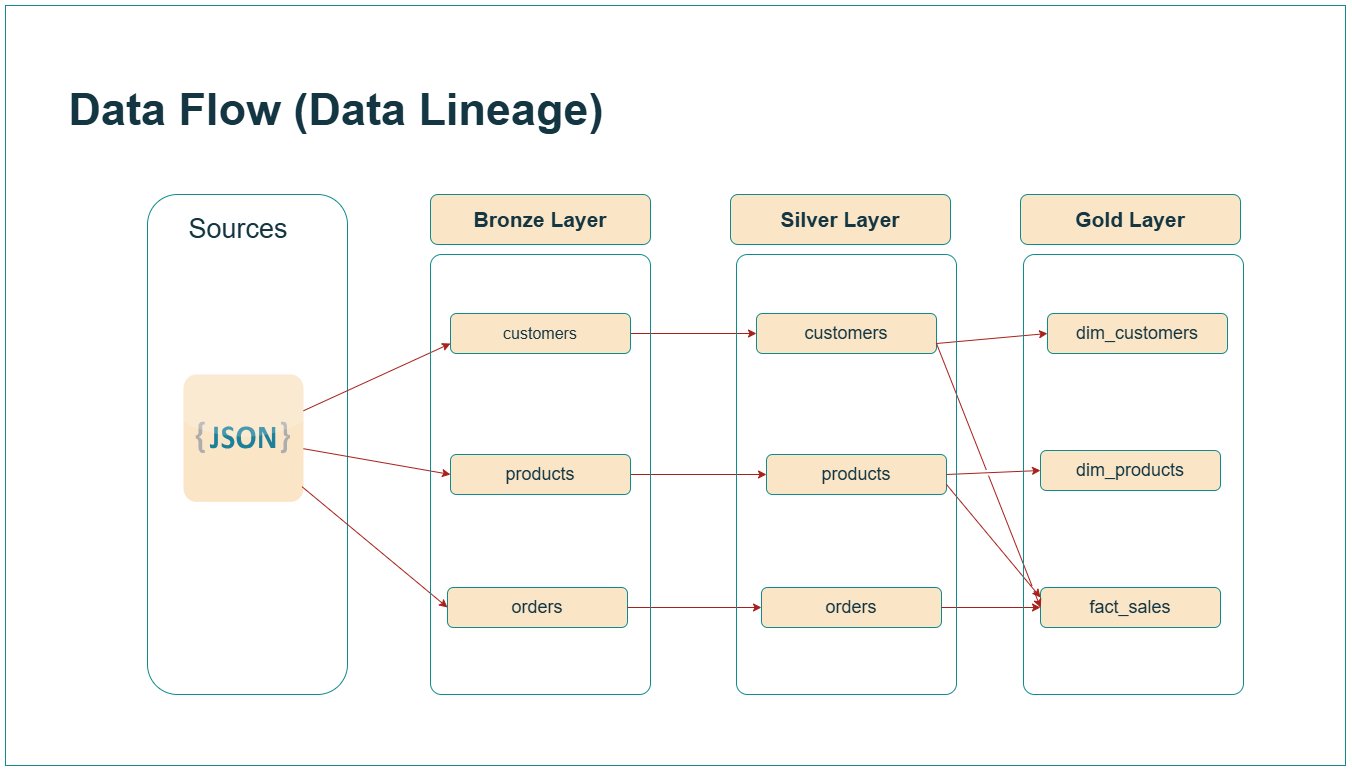 Data Flow (Data Lineage)
Sources
{JSON}
Bronze Layer
customers
products
orders
Silver Layer
customers
products
orders
Gold Layer
dim_customers
dim_products
fact_sales